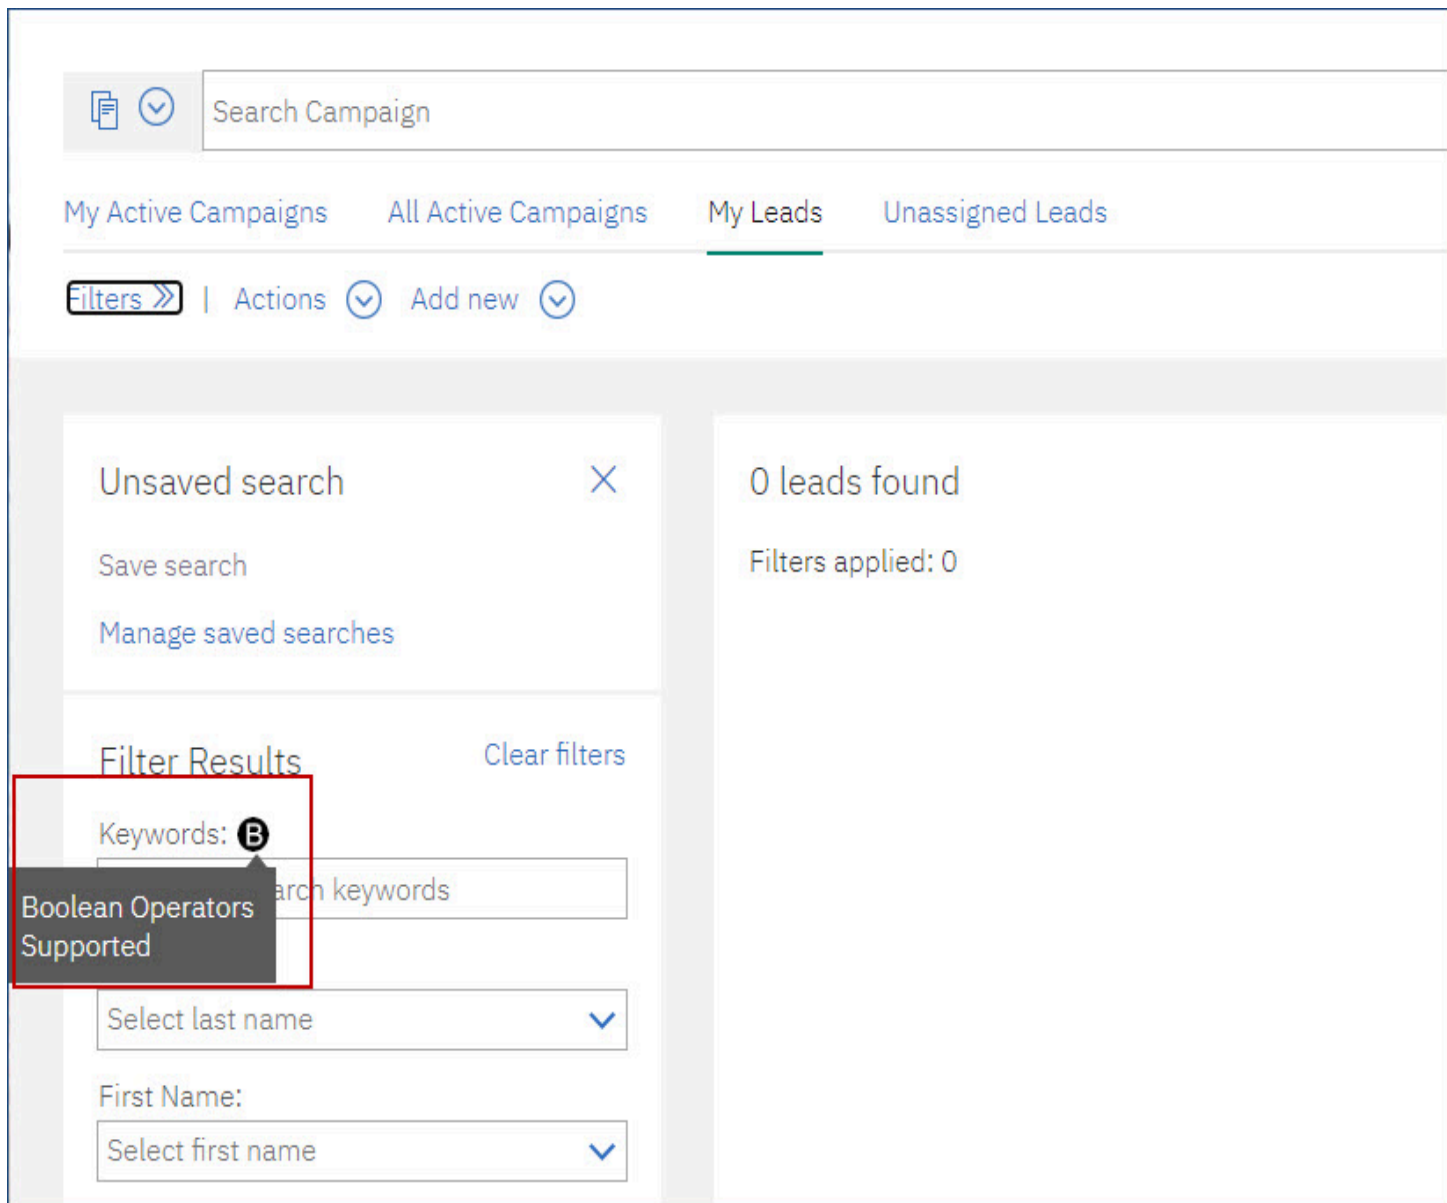 Search Campaign
My Active Campaigns All Active Campaigns My Leads Unassigned Leads
Filters | Actions Add new
Unsaved search
Save search
Manage saved searches
0 leads found
Filters applied: 0
Filter Results Clear filters
Keywords: B
keywords
Boolean Operators
Supported
Select last name
First Name:
Select first name